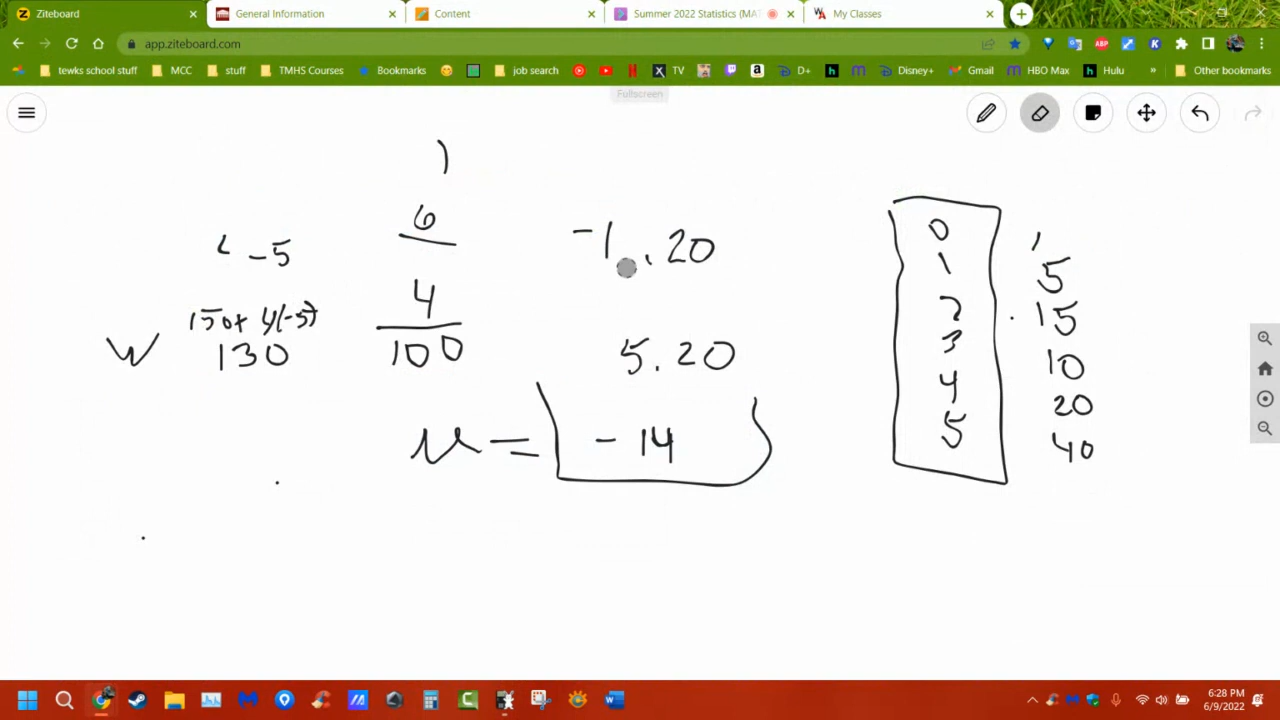 Ziteboard
General Information
Content
Summer 2022 Statistics (MA
My Classes
app.ziteboard.com
ABP
K
tewks school stuff
MCC
stuff
TMHS Courses
Bookmarks
job search
TV
D+
Disney+
Gmail
HBO Max
Hulu
Other bookmarks
Fullscreen
6
-5
4
-1.20
150+ 4(-5)
W 130
100
5.20
μ = -14
0
1 5
2 15
3 10
4 20
5 40
6:28 PM
6/9/2022